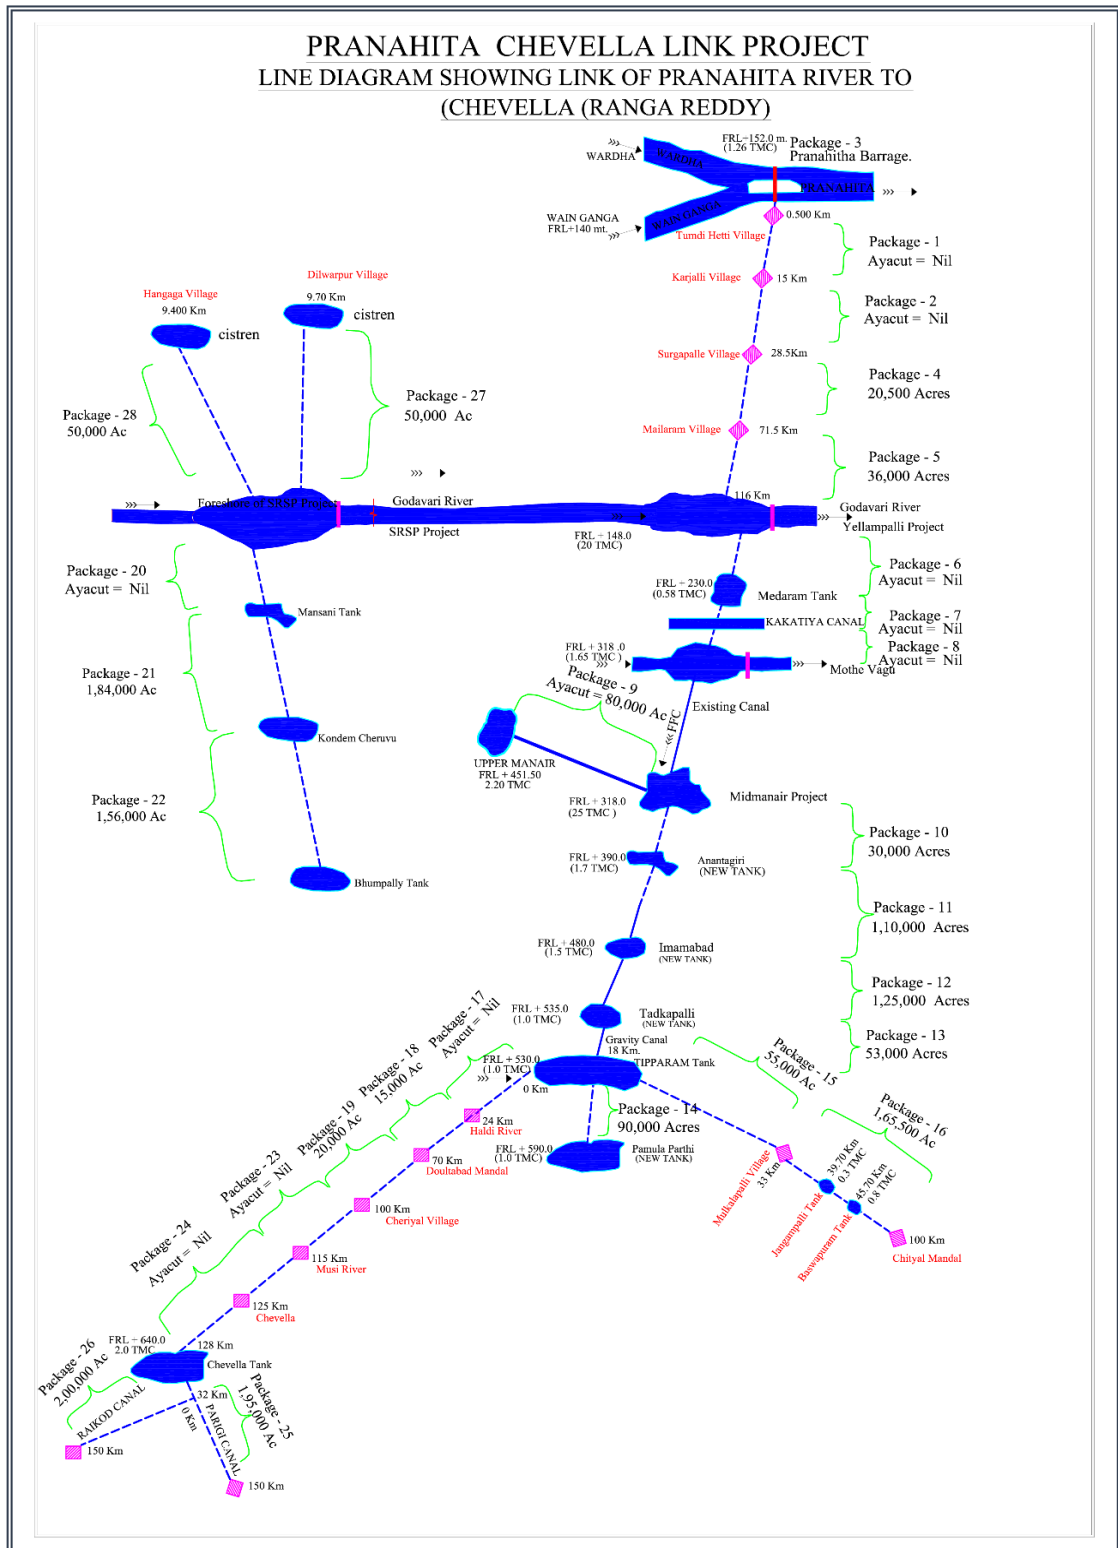 PRANAHITA CHEVELLA LINK PROJECT
LINE DIAGRAM SHOWING LINK OF PRANAHITA RIVER TO
(CHEVELLA (RANGA REDDY)
FRL-152.0 m.
(1.26 TMC)
Package - 3
Pranahitha Barrage.
WARDHA
WARDHA
PRANAHITA
WAIN GANGA
FRL+140 mt.
WAIN GANGA
0.500 Km
Tumdi Hetti Village
Package - 1
Ayacut = Nil
Karjalli Village
15 Km
Package - 2
Ayacut = Nil
Surgapalle Village
28.5Km
Package - 4
20,500 Acres
Mailaram Village
71.5 Km
Package - 5
36,000 Acres
Dilwarpur Village
9.70 Km
cistren
Hangaga Village
9.400 Km
cistren
Package - 28
50,000 Ac
Package - 27
50,000 Ac
Foreshore of SRSP Project
Godavari River
SRSP Project
116 Km
Godavari River
Yellampalli Project
FRL + 148.0
(20 TMC)
Package - 6
Ayacut = Nil
FRL + 230.0
(0.58 TMC)
Medaram Tank
KAKATIYA CANAL
Package - 7
Ayacut = Nil
Package - 8
Ayacut = Nil
FRL + 318 .0
(1.65 TMC )
Mothe Vagu
Package - 20
Ayacut = Nil
Mansani Tank
Package - 21
1,84,000 Ac
Kondem Cheruvu
Package - 22
1,56,000 Ac
Bhumpally Tank
Package - 9
Ayacut = 80,000 Ac
Existing Canal
FFC
UPPER MANAIR
FRL + 451.50
2.20 TMC
FRL + 318.0
(25 TMC )
Midmanair Project
Package - 10
30,000 Acres
FRL + 390.0
(1.7 TMC)
Anantagiri
(NEW TANK)
Package - 11
1,10,000 Acres
FRL + 480.0
(1.5 TMC)
Imamabad
(NEW TANK)
Package - 12
1,25,000 Acres
FRL + 535.0
(1.0 TMC)
Tadkapalli
(NEW TANK)
Package - 13
53,000 Acres
Gravity Canal
18 Km.
FRL + 530.0
(1.0 TMC)
TIPPARAM Tank
0 Km
Package - 14
90,000 Acres
FRL + 590.0
(1.0 TMC)
Pamula Parthi
(NEW TANK)
Package - 15
55,000 Ac
Package - 16
1,65,500 Ac
Mulkalapalli Village
33 Km
39.70 Km
0.3 TMC
Jangampalli Tank
45.70 Km
0.8 TMC
Baswapuram Tank
100 Km
Chityal Mandal
Package - 17
Ayacut = Nil
Package - 18
15,000 Ac
Package - 19
20,000 Ac
Package - 23
Ayacut = Nil
Package - 24
Ayacut = Nil
24 Km
Haldi River
70 Km
Doultabad Mandal
100 Km
Cheriyal Village
115 Km
Musi River
125 Km
Chevella
FRL + 640.0
2.0 TMC
128 Km
Chevella Tank
Package - 26
2,00,000 Ac
RAIKOD CANAL
150 Km
32 Km
0 Km
PARIGI CANAL
Package - 25
1,95,000 Ac
150 Km